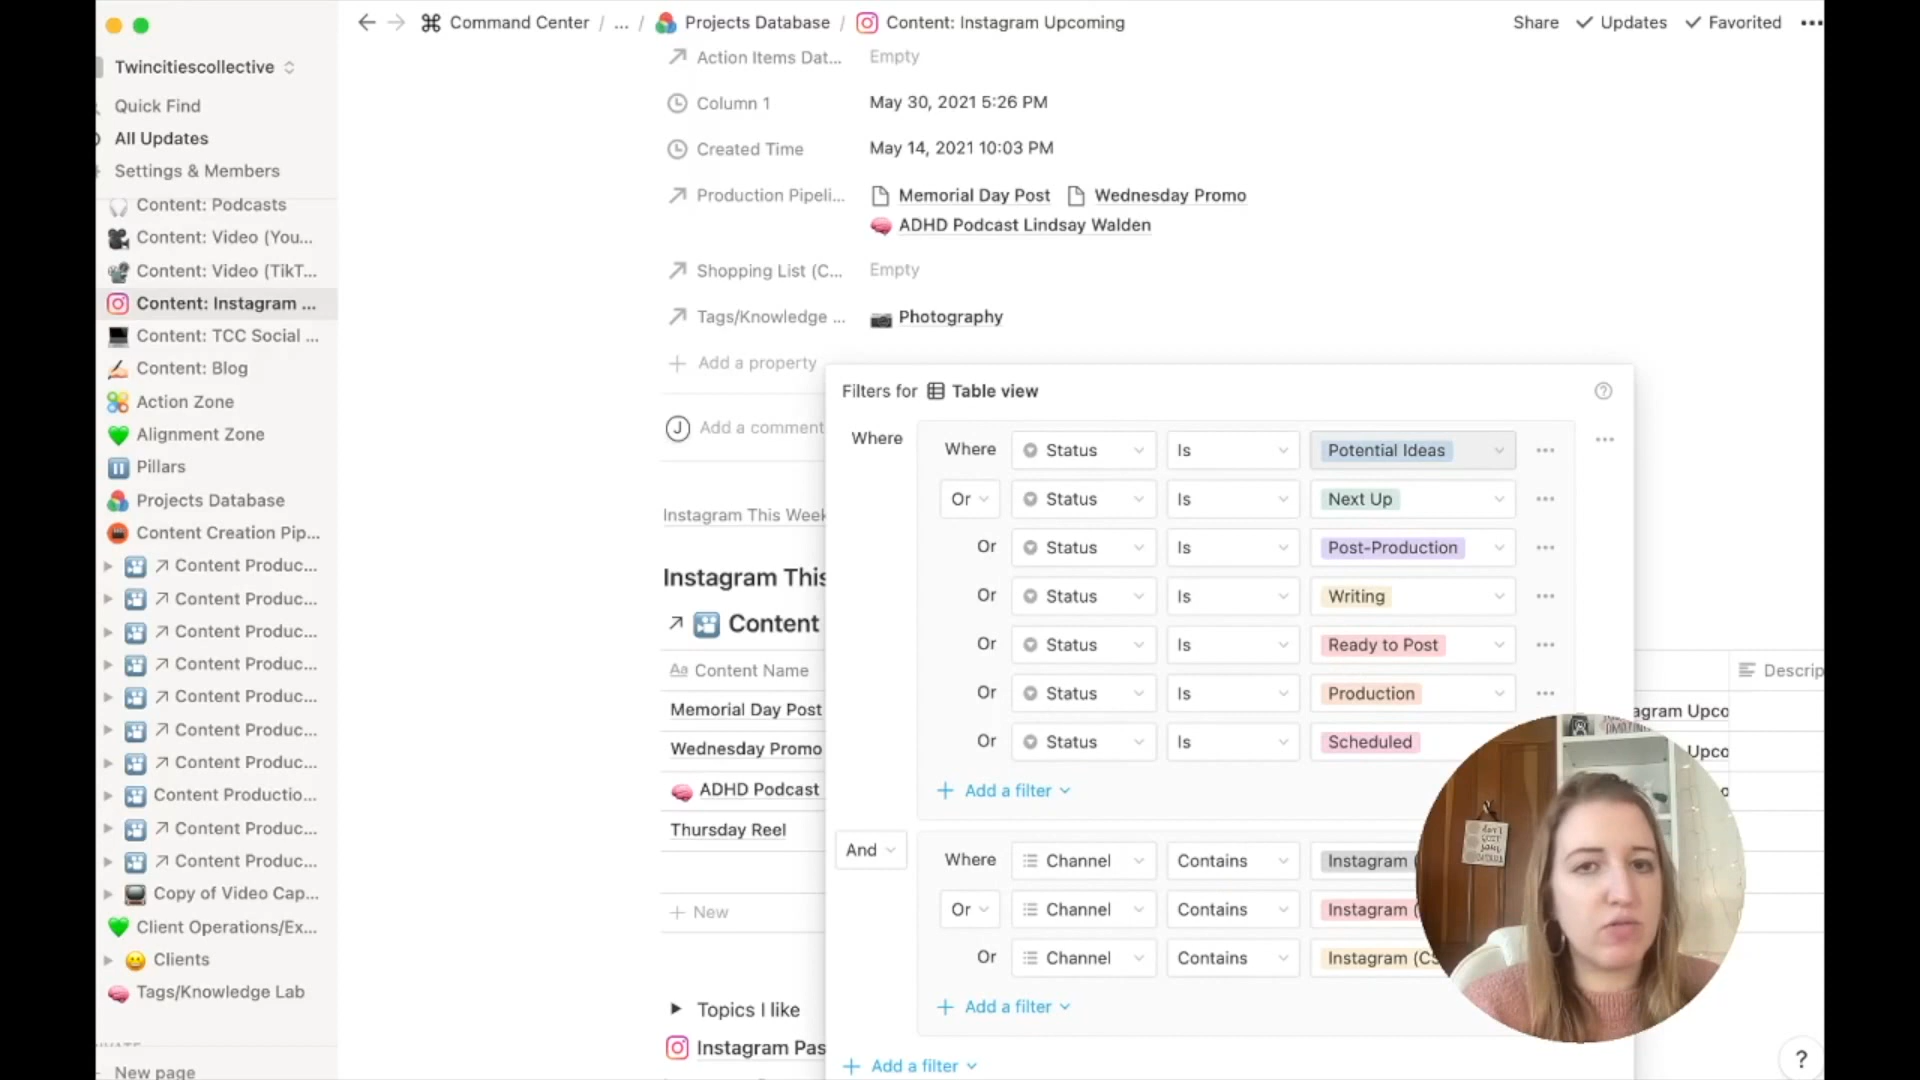 Command Center / ... / Projects Database / Content: Instagram Upcoming
Share Updates Favorited
Twincitiescollective
Quick Find
All Updates
Settings & Members
Content: Podcasts
Content: Video (You...
Content: Video (TikT...
Content: Instagram ...
Content: TCC Social ...
Content: Blog
Action Zone
Alignment Zone
Pillars
Projects Database
Content Creation Pip...
Content Produc...
Content Produc...
Content Produc...
Content Produc...
Content Produc...
Content Produc...
Content Produc...
Content Productio...
Content Produc...
Content Produc...
Copy of Video Cap...
Client Operations/Ex...
Clients
Tags/Knowledge Lab
New page
Action Items Dat... Empty
Column 1 May 30, 2021 5:26 PM
Created Time May 14, 2021 10:03 PM
Production Pipeli... Memorial Day Post Wednesday Promo
ADHD Podcast Lindsay Walden
Shopping List (C... Empty
Tags/Knowledge ... Photography
Add a property
J Add a comment
Instagram This Week
Instagram This
Content
Aa Content Name
Memorial Day Post
Wednesday Promo
ADHD Podcast
Thursday Reel
New
Topics I like
Instagram Pas
Filters for Table view
Where
Where Status Is Potential Ideas
Or Status Is Next Up
Or Status Is Post-Production
Or Status Is Writing
Or Status Is Ready to Post
Or Status Is Production
Or Status Is Scheduled
Add a filter
And
Where Channel Contains Instagram (
Or Channel Contains Instagram (
Or Channel Contains Instagram (CS
Add a filter
Add a filter
Descrip
agram Upco
Upco
?